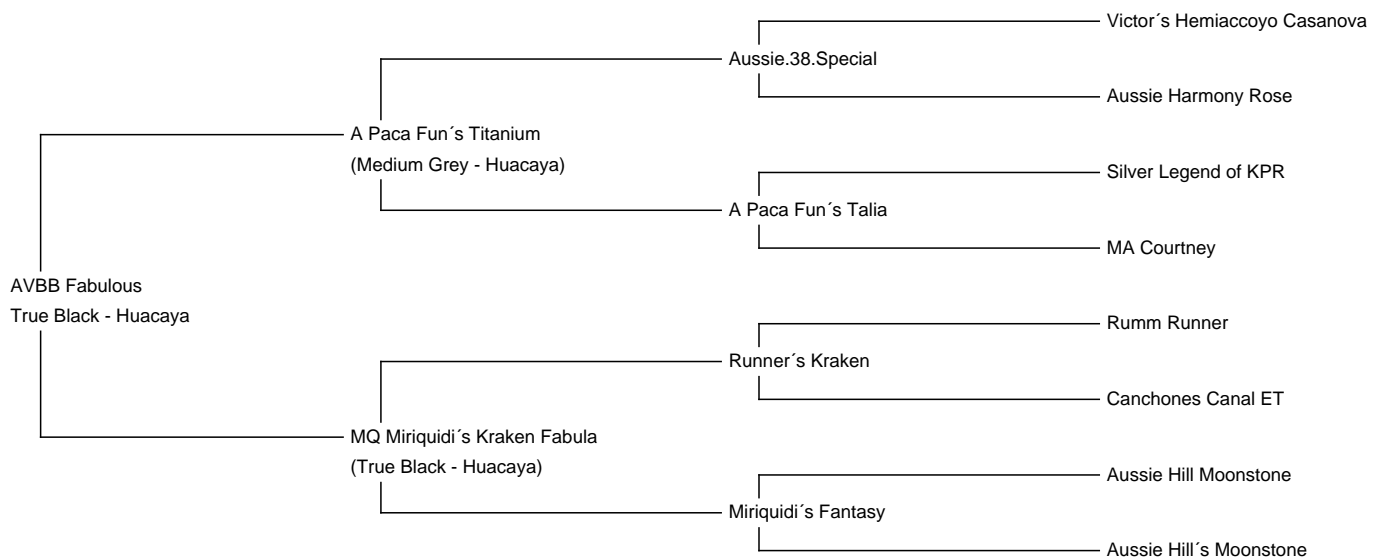 Victor´s Hemiaccoyo Casanova
Aussie.38.Special
Aussie Harmony Rose
A Paca Fun´s Titanium
(Medium Grey - Huacaya)
Silver Legend of KPR
A Paca Fun´s Talia
MA Courtney
AVBB Fabulous
True Black - Huacaya
Rumm Runner
Runner´s Kraken
Canchones Canal ET
MQ Miriquidi´s Kraken Fabula
(True Black - Huacaya)
Aussie Hill Moonstone
Miriquidi´s Fantasy
Aussie Hill´s Moonstone